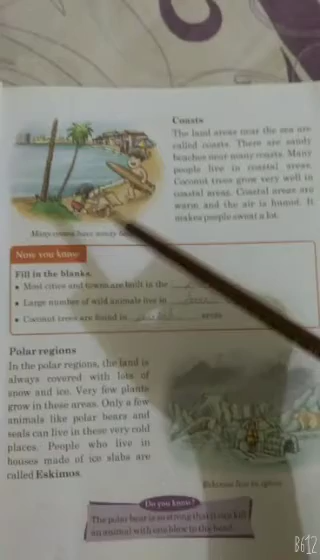 Coasts
The land areas near the sea are
called coasts. There are sandy
beaches near many coasts. Many
people live in coastal areas.
Coconut trees grow very well in
coastal areas. Coastal areas are
warm and the air is humid. It
makes people sweat a lot.
Many coasts have sandy
Now you know
Fill in the blanks.
• Most cities and towns are built in the
• Large number of wild animals live in
• Coconut trees are found in coastal areas
Polar regions
In the polar regions, the land is
always covered with lots of
snow and ice. Very few plants
grow in these areas. Only a few
animals like polar bears and
seals can live in these very cold
places. People who live in
houses made of ice slabs are
called Eskimos.
Eskimos live in igloos
Do you know?
The polar bear is so strong that it can kill
an animal with one blow to the head.
B612